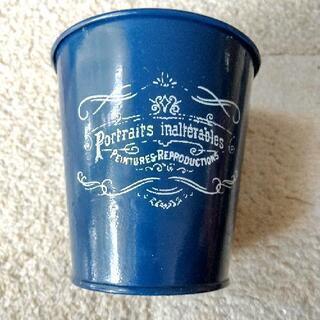 Portraits inaltérables
PEINTURES REPRODUCTIONS